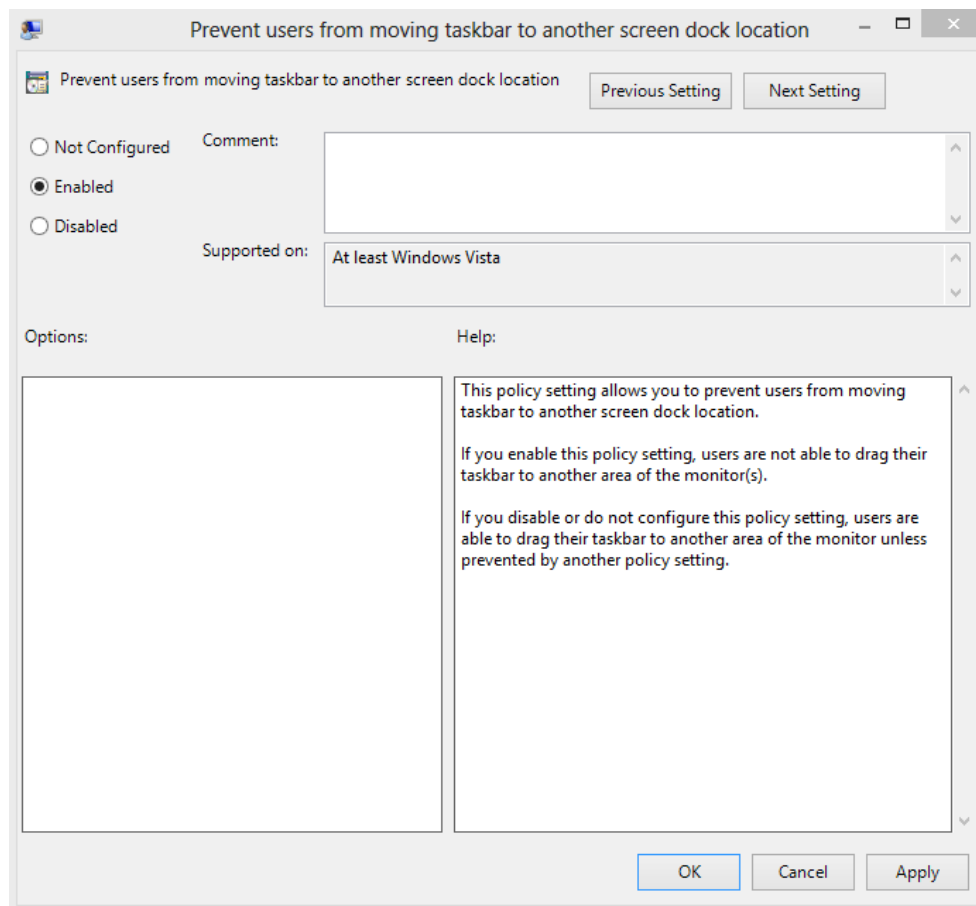 Prevent users from moving taskbar to another screen dock location
Prevent users from moving taskbar to another screen dock location
Previous Setting
Next Setting
Not Configured
Comment:
Enabled
Disabled
Supported on:
At least Windows Vista
Options:
Help:
This policy setting allows you to prevent users from moving
taskbar to another screen dock location.
If you enable this policy setting, users are not able to drag their
taskbar to another area of the monitor(s).
If you disable or do not configure this policy setting, users are
able to drag their taskbar to another area of the monitor unless
prevented by another policy setting.
OK
Cancel
Apply